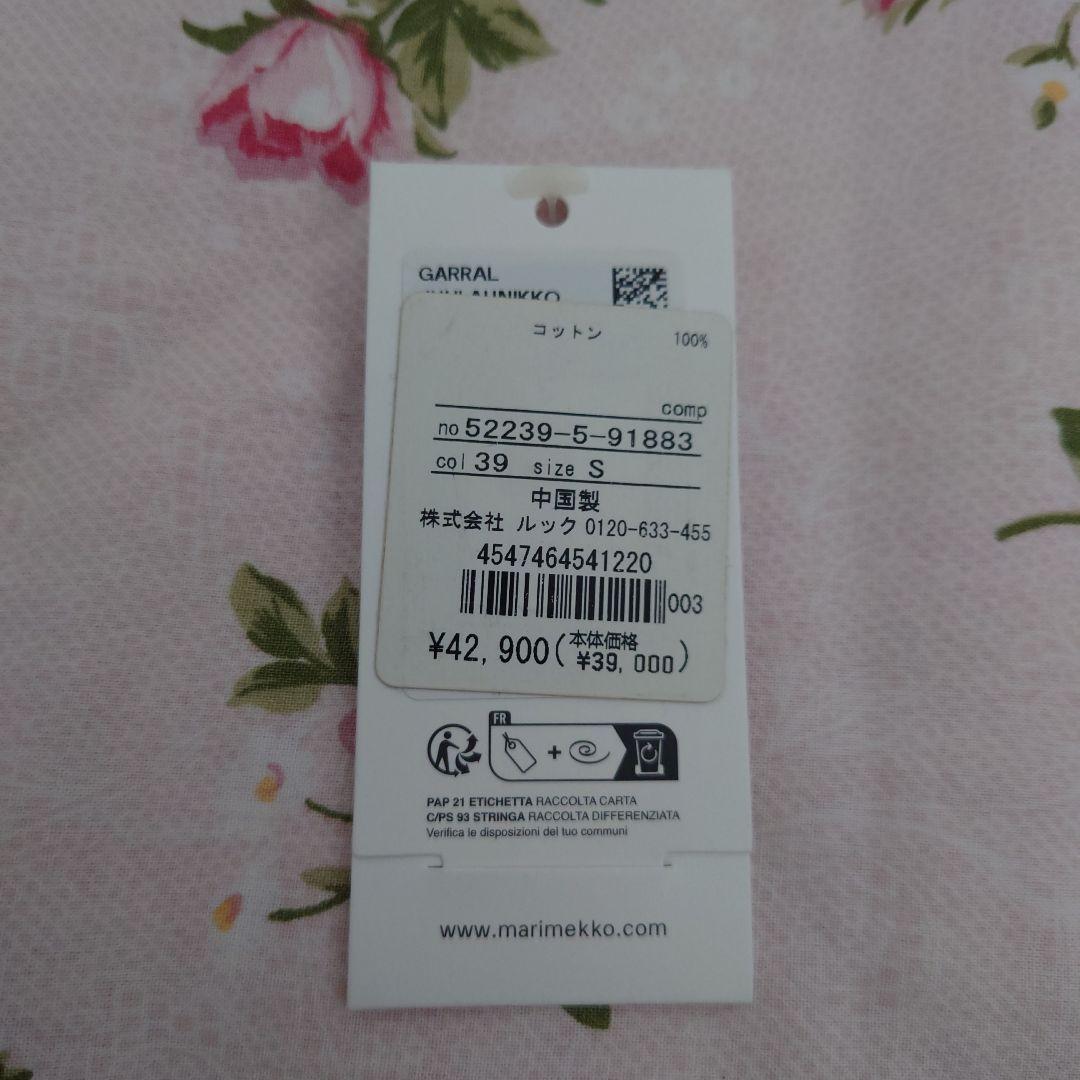 GARRAL
コットン 100%
comp
no 52239-5-91883
col 39 size S
中国製
株式会社 ルック 0120-633-455
4547464541220
003
¥42,900(本体価格 ¥39,000)
FR
PAP 21 ETICHETTA RACCOLTA CARTA
C/PS 93 STRINGA RACCOLTA DIFFERENZIATA
Verifica le disposizioni del tuo communi
www.marimekko.com